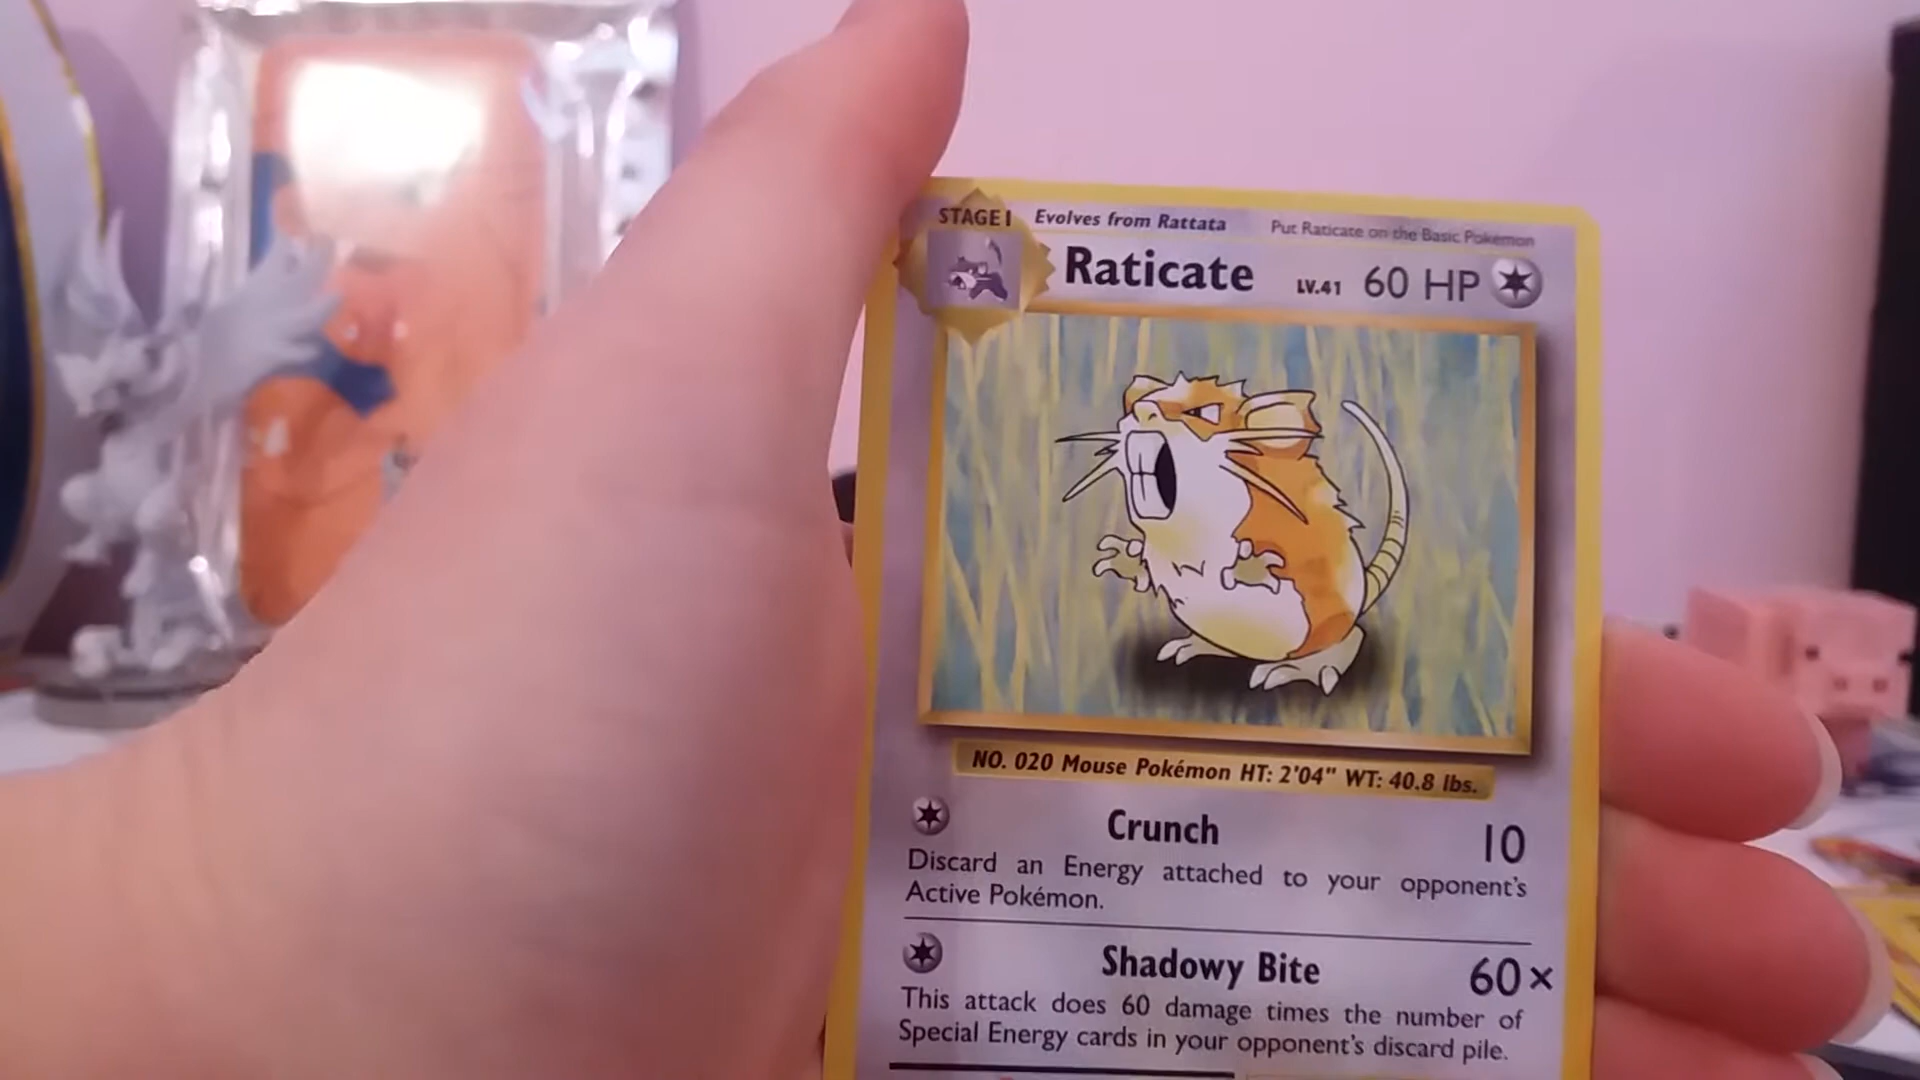 STAGE 1 Evolves from Rattata Put Raticate on the Basic Pokémon
Raticate LV.41 60 HP
NO. 020 Mouse Pokémon HT: 2'04" WT: 40.8 lbs.
Crunch 10
Discard an Energy attached to your opponent's
Active Pokémon.
Shadowy Bite 60×
This attack does 60 damage times the number of
Special Energy cards in your opponent's discard pile.